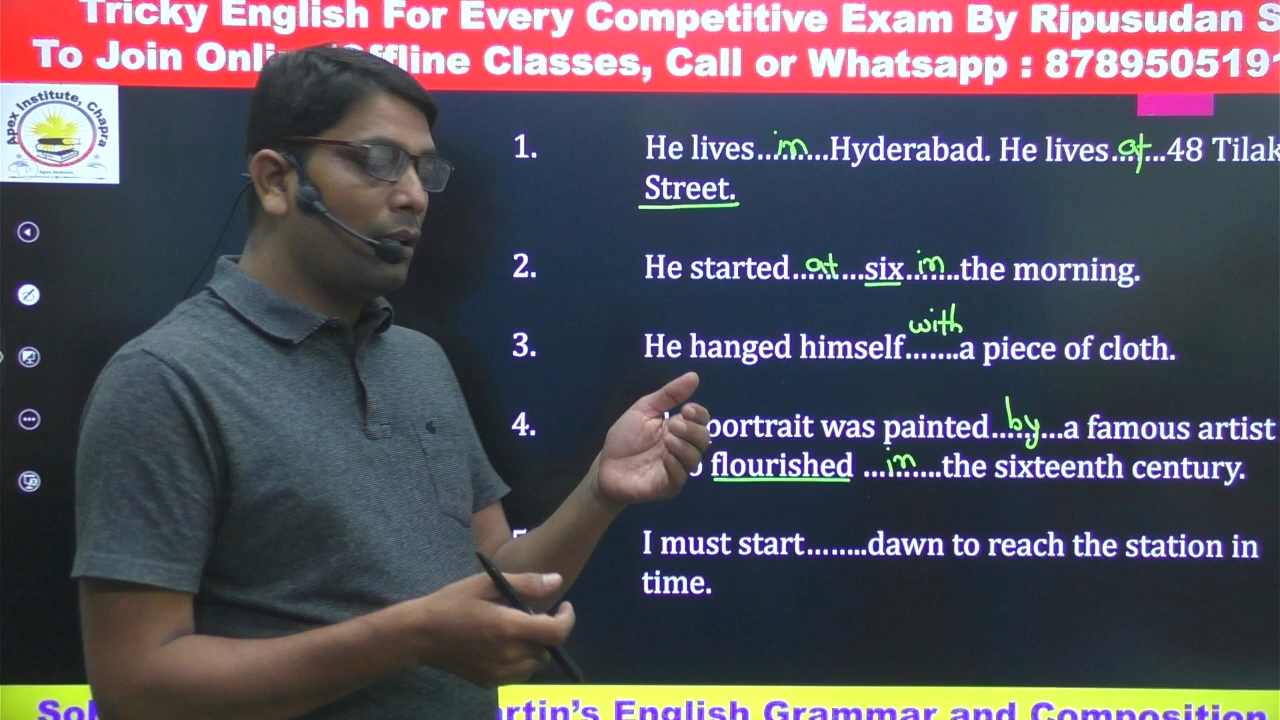 Tricky English For Every Competitive Exam By Ripusudan S
To Join Offline Classes, Call or Whatsapp : 878950519
Apex Institute, Chapra
1. He lives...in...Hyderabad. He lives...at...48 Tilak
Street.
2. He started...at...six...in...the morning.
3. He hanged himself...with...a piece of cloth.
4. portrait was painted...by...a famous artist
flourished ...in...the sixteenth century.
I must start........dawn to reach the station in
time.
English Grammar and Composition